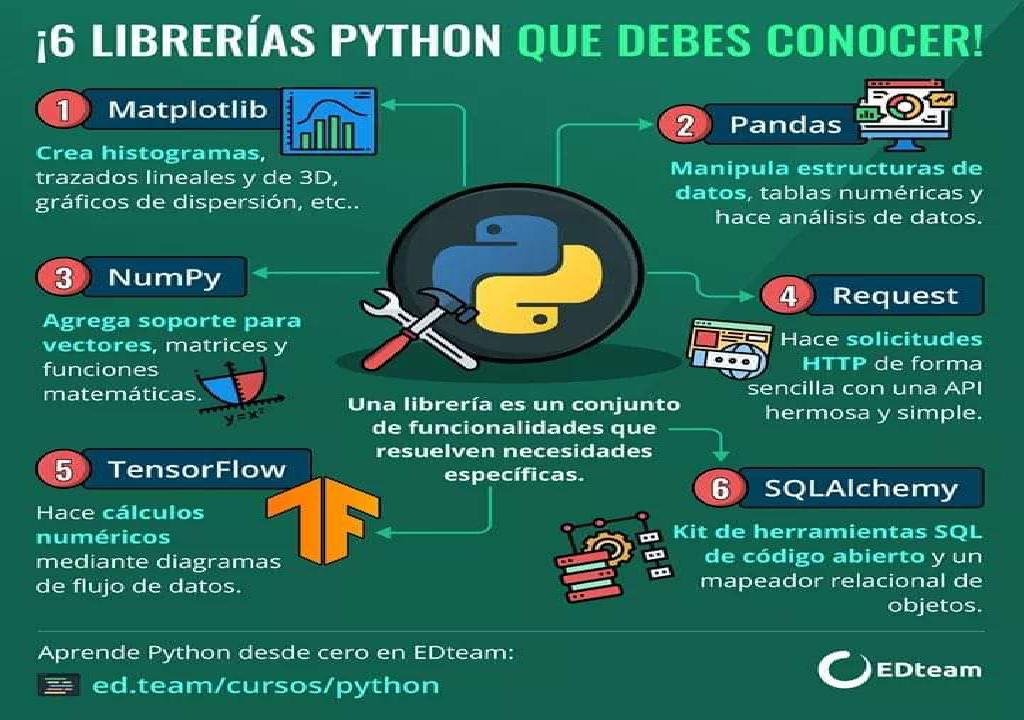 ¡6 LIBRERÍAS PYTHON QUE DEBES CONOCER!
1 Matplotlib
Crea histogramas,
trazados lineales y de 3D,
gráficos de dispersión, etc..
2 Pandas
Manipula estructuras de
datos, tablas numéricas y
hace análisis de datos.
3 NumPy
Agrega soporte para
vectores, matrices y
funciones
matemáticas.
y=x²
4 Request
Hace solicitudes
HTTP de forma
sencilla con una API
hermosa y simple.
Una librería es un conjunto
de funcionalidades que
resuelven necesidades
específicas.
5 TensorFlow
Hace cálculos
numéricos
mediante diagramas
de flujo de datos.
6 SQLAlchemy
Kit de herramientas SQL
de código abierto y un
mapeador relacional de
objetos.
Aprende Python desde cero en EDteam:
ed.team/cursos/python
EDteam